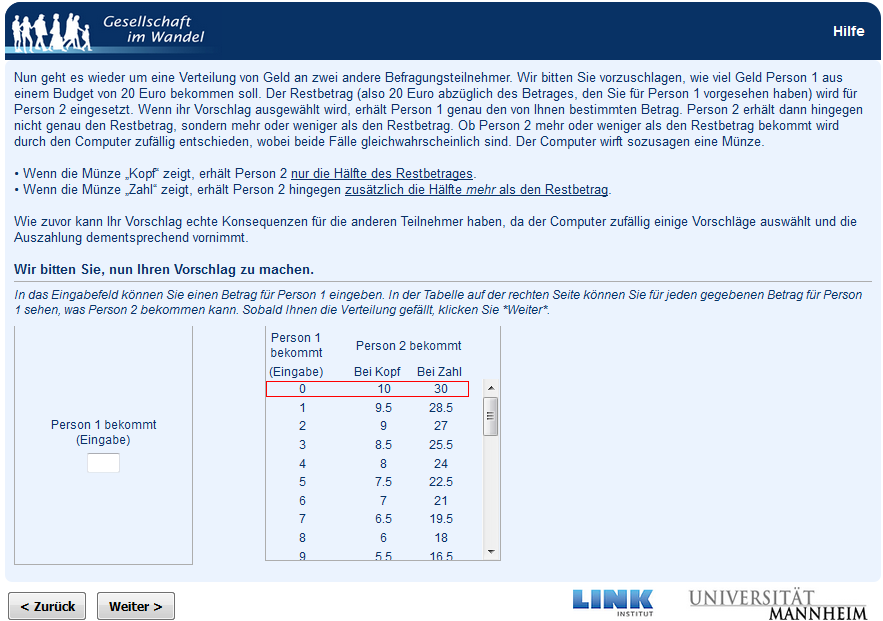 Gesellschaft
im Wandel
Hilfe
Nun geht es wieder um eine Verteilung von Geld an zwei andere Befragungsteilnehmer. Wir bitten Sie vorzuschlagen, wie viel Geld Person 1 aus
einem Budget von 20 Euro bekommen soll. Der Restbetrag (also 20 Euro abzüglich des Betrages, den Sie für Person 1 vorgesehen haben) wird für
Person 2 eingesetzt. Wenn ihr Vorschlag ausgewählt wird, erhält Person 1 genau den von Ihnen bestimmten Betrag. Person 2 erhält dann hingegen
nicht genau den Restbetrag, sondern mehr oder weniger als den Restbetrag. Ob Person 2 mehr oder weniger als den Restbetrag bekommt wird
durch den Computer zufällig entschieden, wobei beide Fälle gleichwahrscheinlich sind. Der Computer wirft sozusagen eine Münze.
• Wenn die Münze „Kopf“ zeigt, erhält Person 2 nur die Hälfte des Restbetrages.
• Wenn die Münze „Zahl“ zeigt, erhält Person 2 hingegen zusätzlich die Hälfte mehr als den Restbetrag.
Wie zuvor kann Ihr Vorschlag echte Konsequenzen für die anderen Teilnehmer haben, da der Computer zufällig einige Vorschläge auswählt und die
Auszahlung dementsprechend vornimmt.
Wir bitten Sie, nun Ihren Vorschlag zu machen.
In das Eingabefeld können Sie einen Betrag für Person 1 eingeben. In der Tabelle auf der rechten Seite können Sie für jeden gegebenen Betrag für Person
1 sehen, was Person 2 bekommen kann. Sobald Ihnen die Verteilung gefällt, klicken Sie *Weiter*.
Person 1 bekommt
(Eingabe)
Person 1
bekommt
Person 2 bekommt
(Eingabe) Bei Kopf Bei Zahl
0 10 30
1 9.5 28.5
2 9 27
3 8.5 25.5
4 8 24
5 7.5 22.5
6 7 21
7 6.5 19.5
8 6 18
9 5.5 16.5
< Zurück
Weiter >
LINK
INSTITUT
UNIVERSITÄT
MANNHEIM